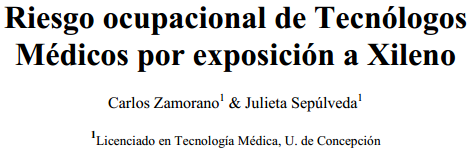 Riesgo ocupacional de Tecnólogos
Médicos por exposición a Xileno
Carlos Zamorano¹ & Julieta Sepúlveda¹
¹Licenciado en Tecnología Médica, U. de Concepción